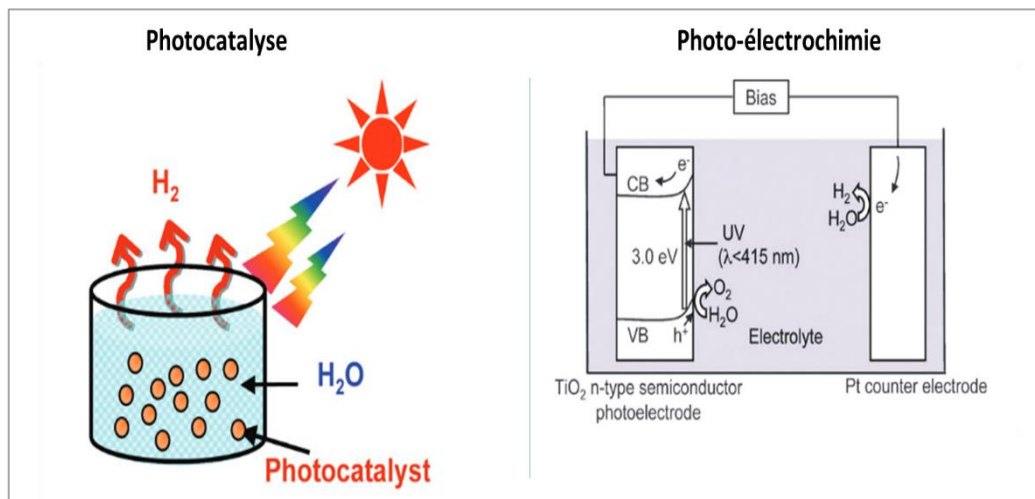 Photocatalyse
H₂
H₂O
Photocatalyst
Photo-électrochimie
Bias
e⁻
CB
3.0 eV
UV
(λ<415 nm)
O₂
H₂O
VB
h⁺
Electrolyte
H₂
H₂O
e⁻
TiO₂ n-type semiconductor
photoelectrode
Pt counter electrode